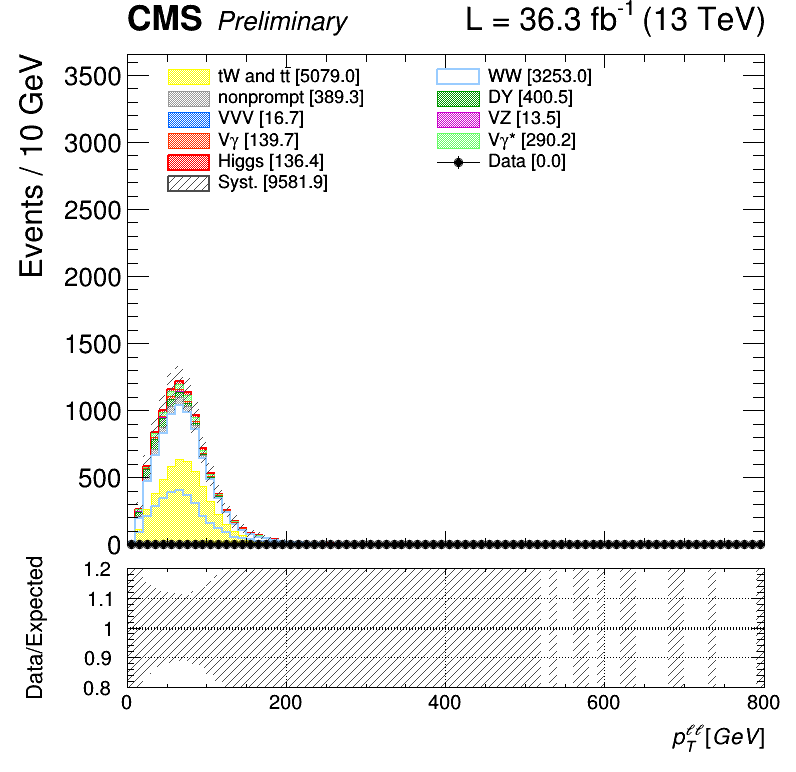 CMS Preliminary L = 36.3 fb⁻¹ (13 TeV)
Events / 10 GeV
3500
3000
2500
2000
1500
1000
500
0
tW and tt̄ [5079.0]
nonprompt [389.3]
VVV [16.7]
Vγ [139.7]
Higgs [136.4]
Syst. [9581.9]
WW [3253.0]
DY [400.5]
VZ [13.5]
Vγ* [290.2]
Data [0.0]
Data/Expected
1.2
1.1
1
0.9
0.8
0 200 400 600 800
p_T^ℓℓ [GeV]